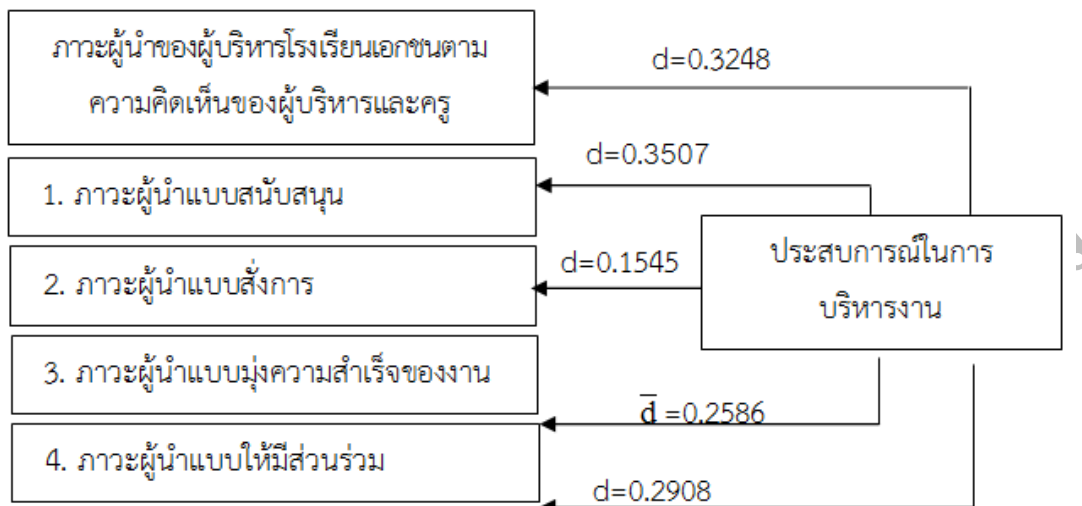 ภาวะผู้นำของผู้บริหารโรงเรียนเอกชนตาม
ความคิดเห็นของผู้บริหารและครู
d=0.3248
d=0.3507
1. ภาวะผู้นำแบบสนับสนุน
ประสบการณ์ในการ
บริหารงาน
d=0.1545
2. ภาวะผู้นำแบบสั่งการ
3. ภาวะผู้นำแบบมุ่งความสำเร็จของงาน
d̅ =0.2586
4. ภาวะผู้นำแบบให้มีส่วนร่วม
d=0.2908